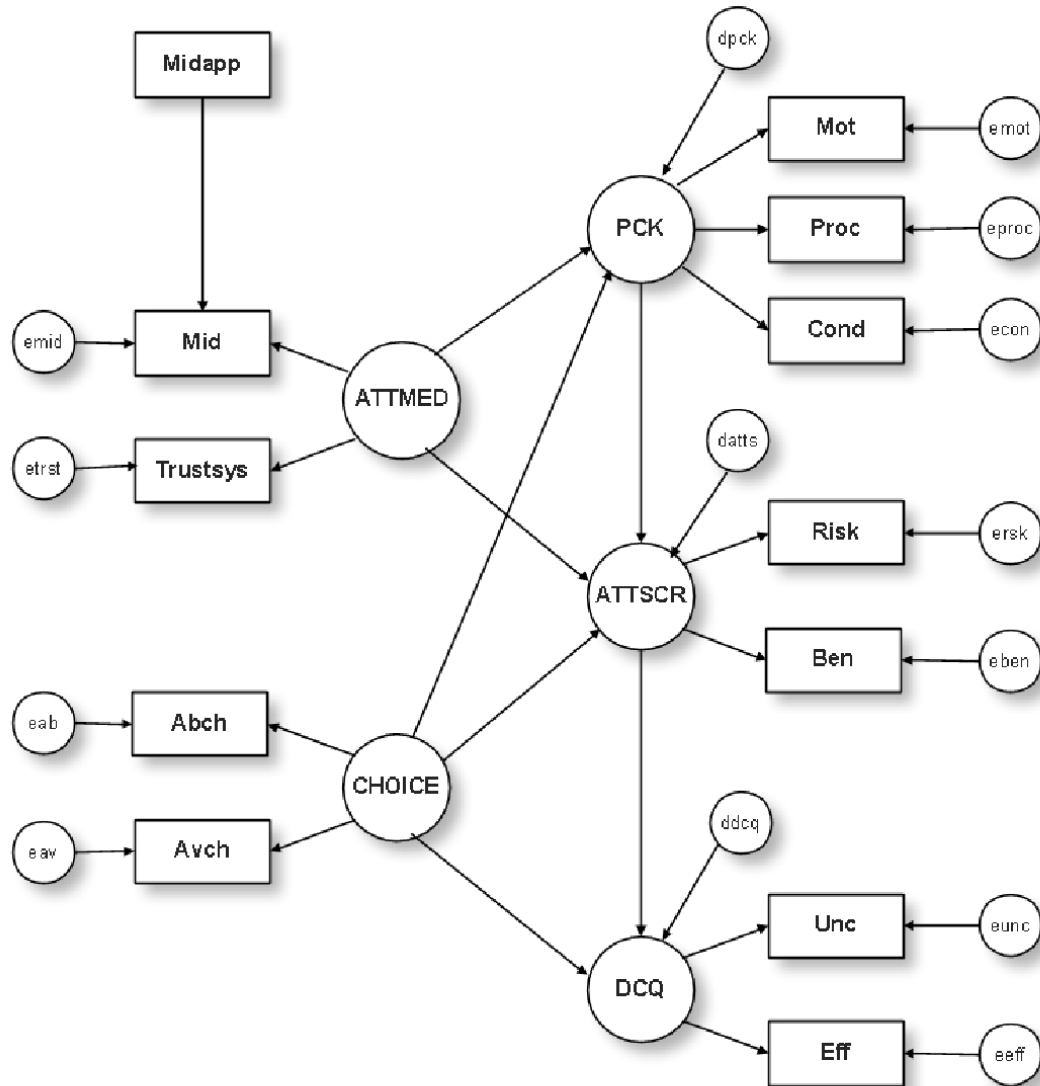 dpck
Midapp
Mot
emot
PCK
Proc
eproc
emid
Mid
Cond
econ
ATTMED
etrst
Trustsys
datts
Risk
ersk
ATTSCR
Ben
eben
eab
Abch
CHOICE
eav
Avch
ddcq
Unc
eunc
DCQ
Eff
eeff